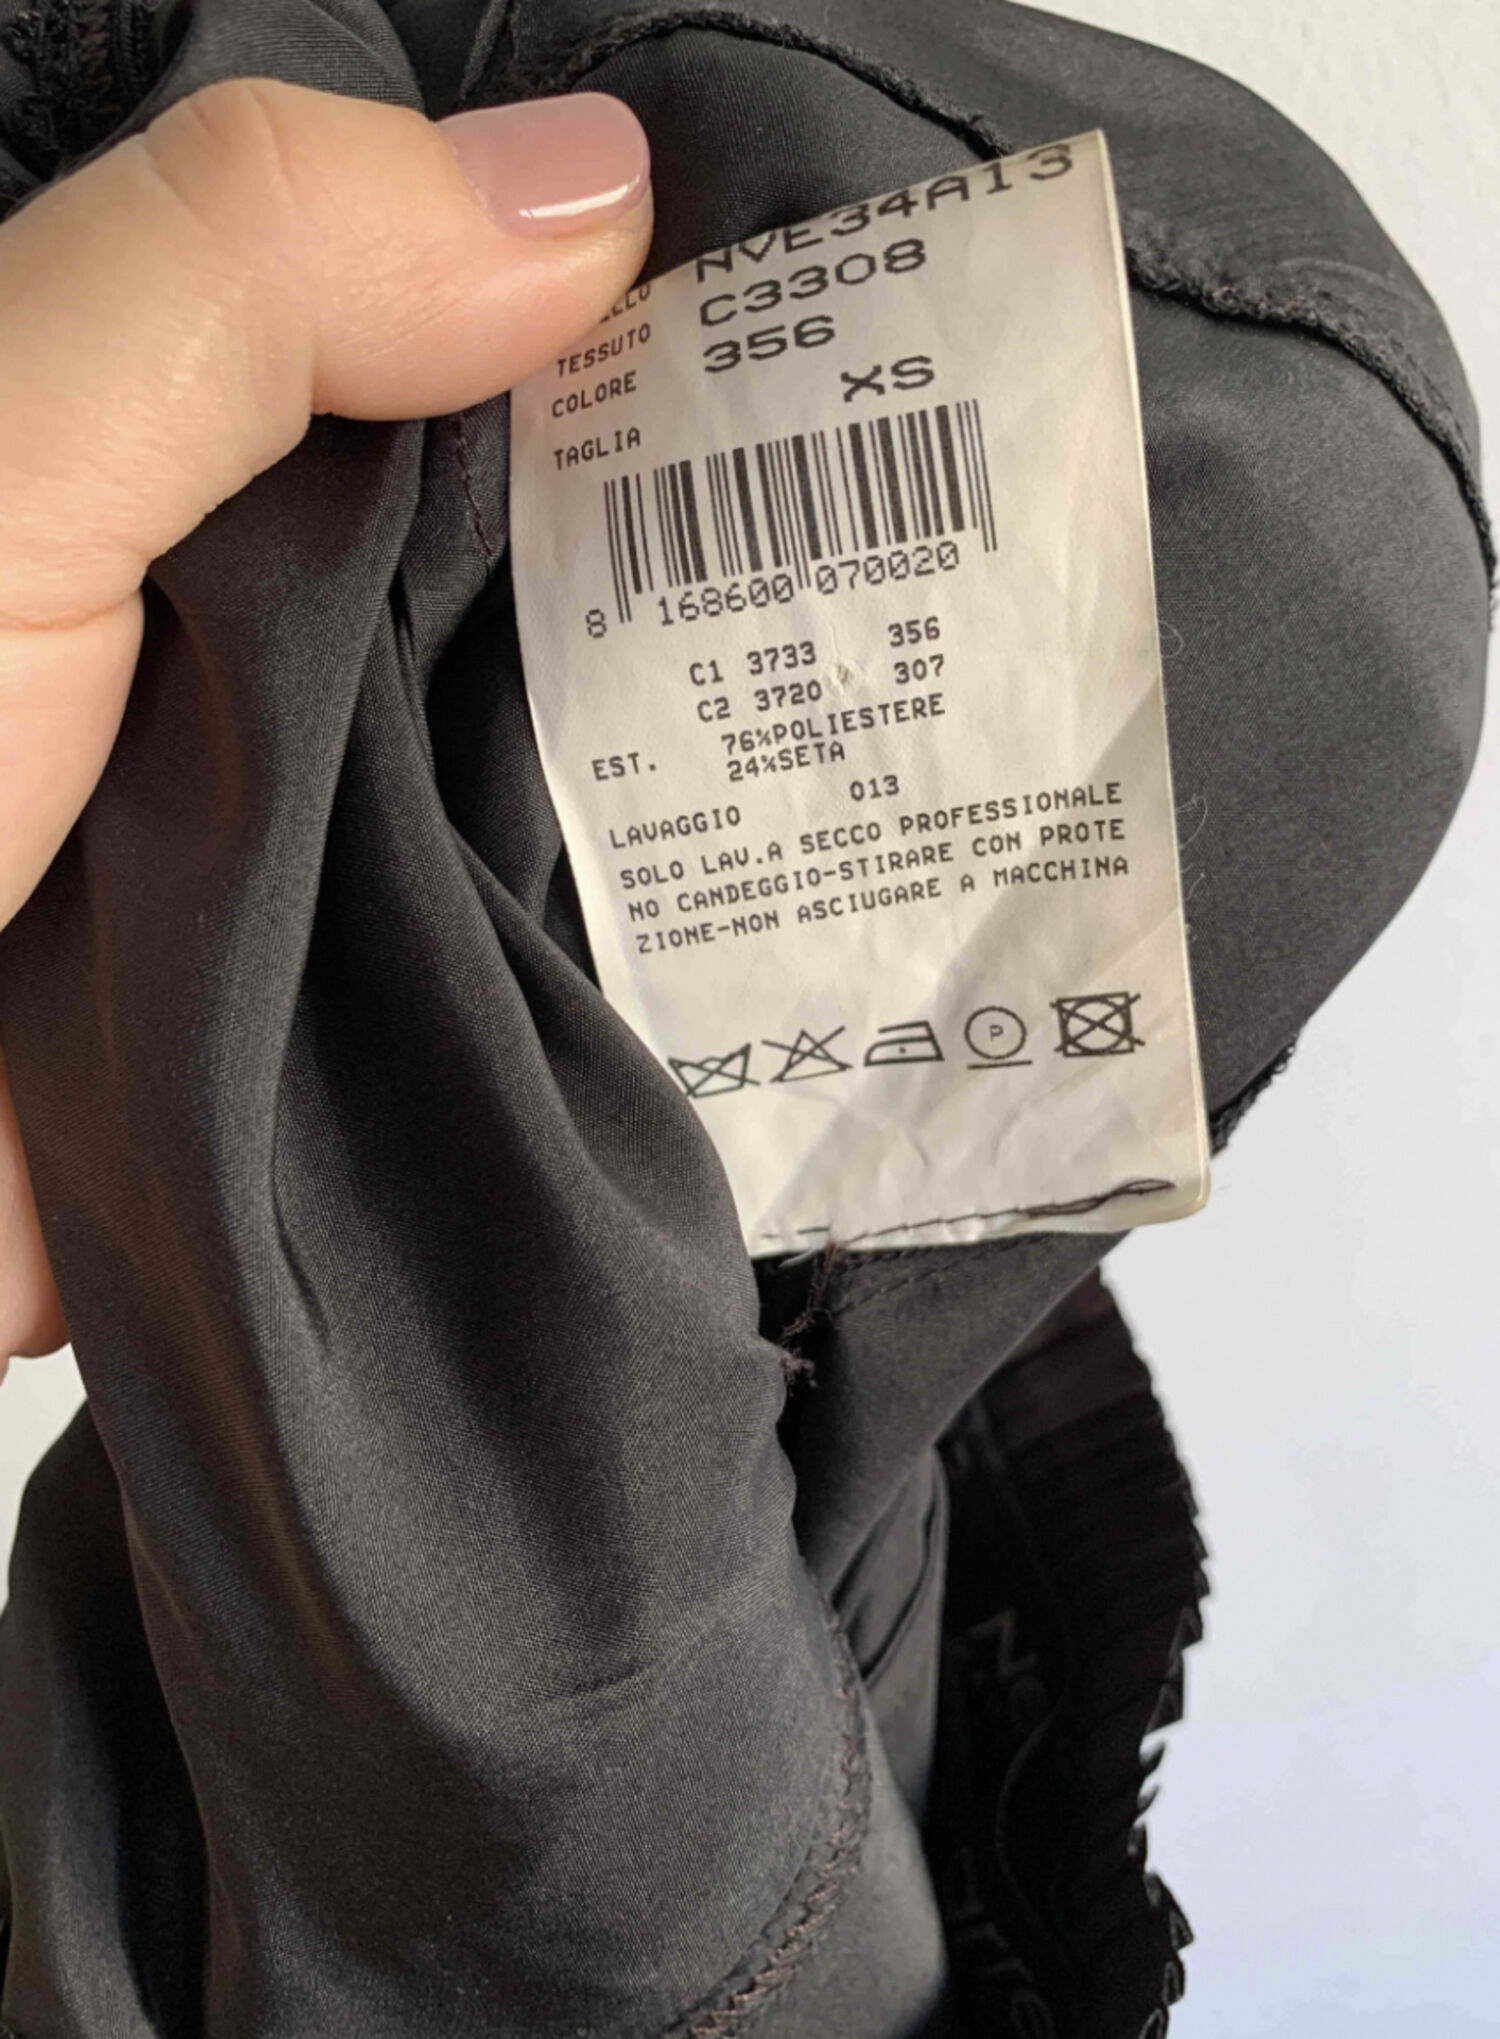 NVE34A13
TESSUTO C3308
COLORE 356
TAGLIA XS
8 168600 070020
C1 3733 356
C2 3720 307
EST. 76%POLIESTERE
24%SETA
LAVAGGIO 013
SOLO LAV.A SECCO PROFESSIONALE
NO CANDEGGIO-STIRARE CON PROTE
ZIONE-NON ASCIUGARE A MACCHINA
P